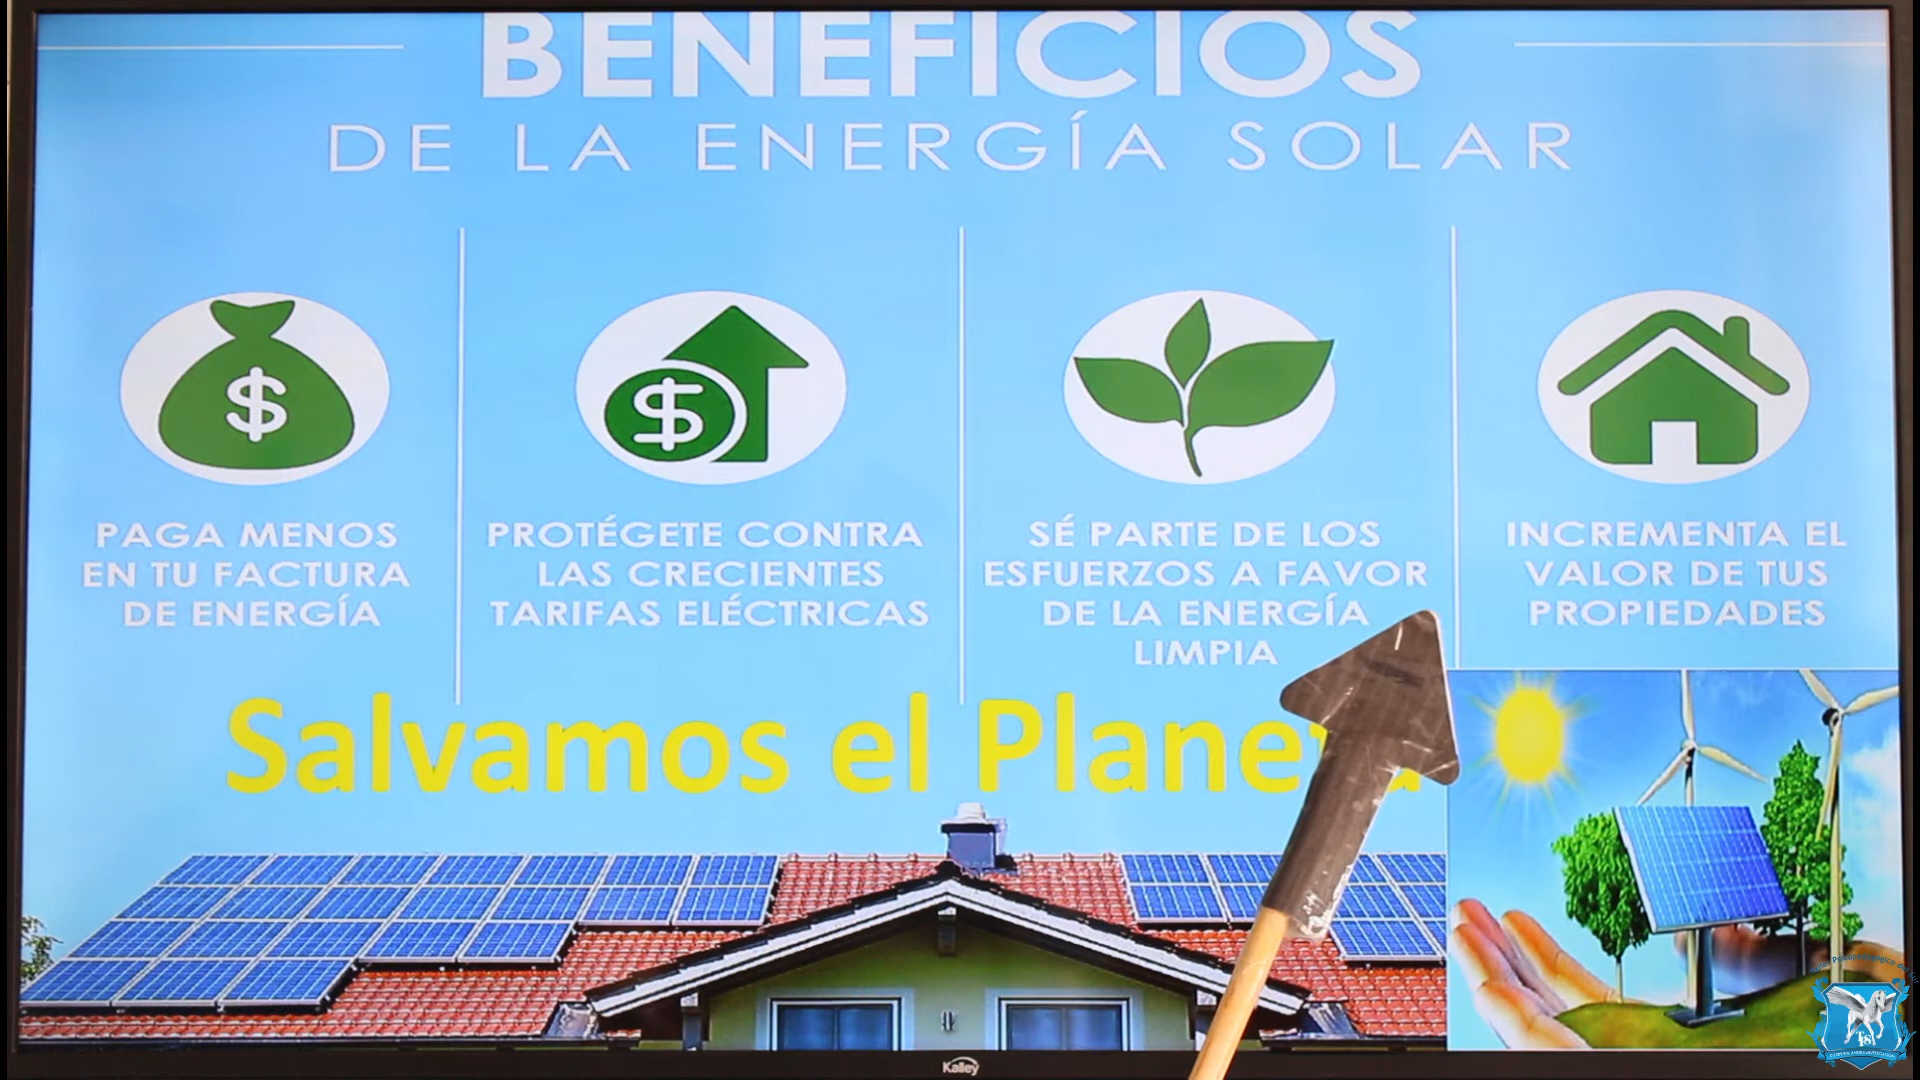 BENEFICIOS
DE LA ENERGÍA SOLAR
$
$
PAGA MENOS
EN TU FACTURA
DE ENERGÍA
PROTÉGETE CONTRA
LAS CRECIENTES
TARIFAS ELÉCTRICAS
SÉ PARTE DE LOS
ESFUERZOS A FAVOR
DE LA ENERGÍA
LIMPIA
INCREMENTA EL
VALOR DE TUS
PROPIEDADES
Salvamos el Planeta
Kalley